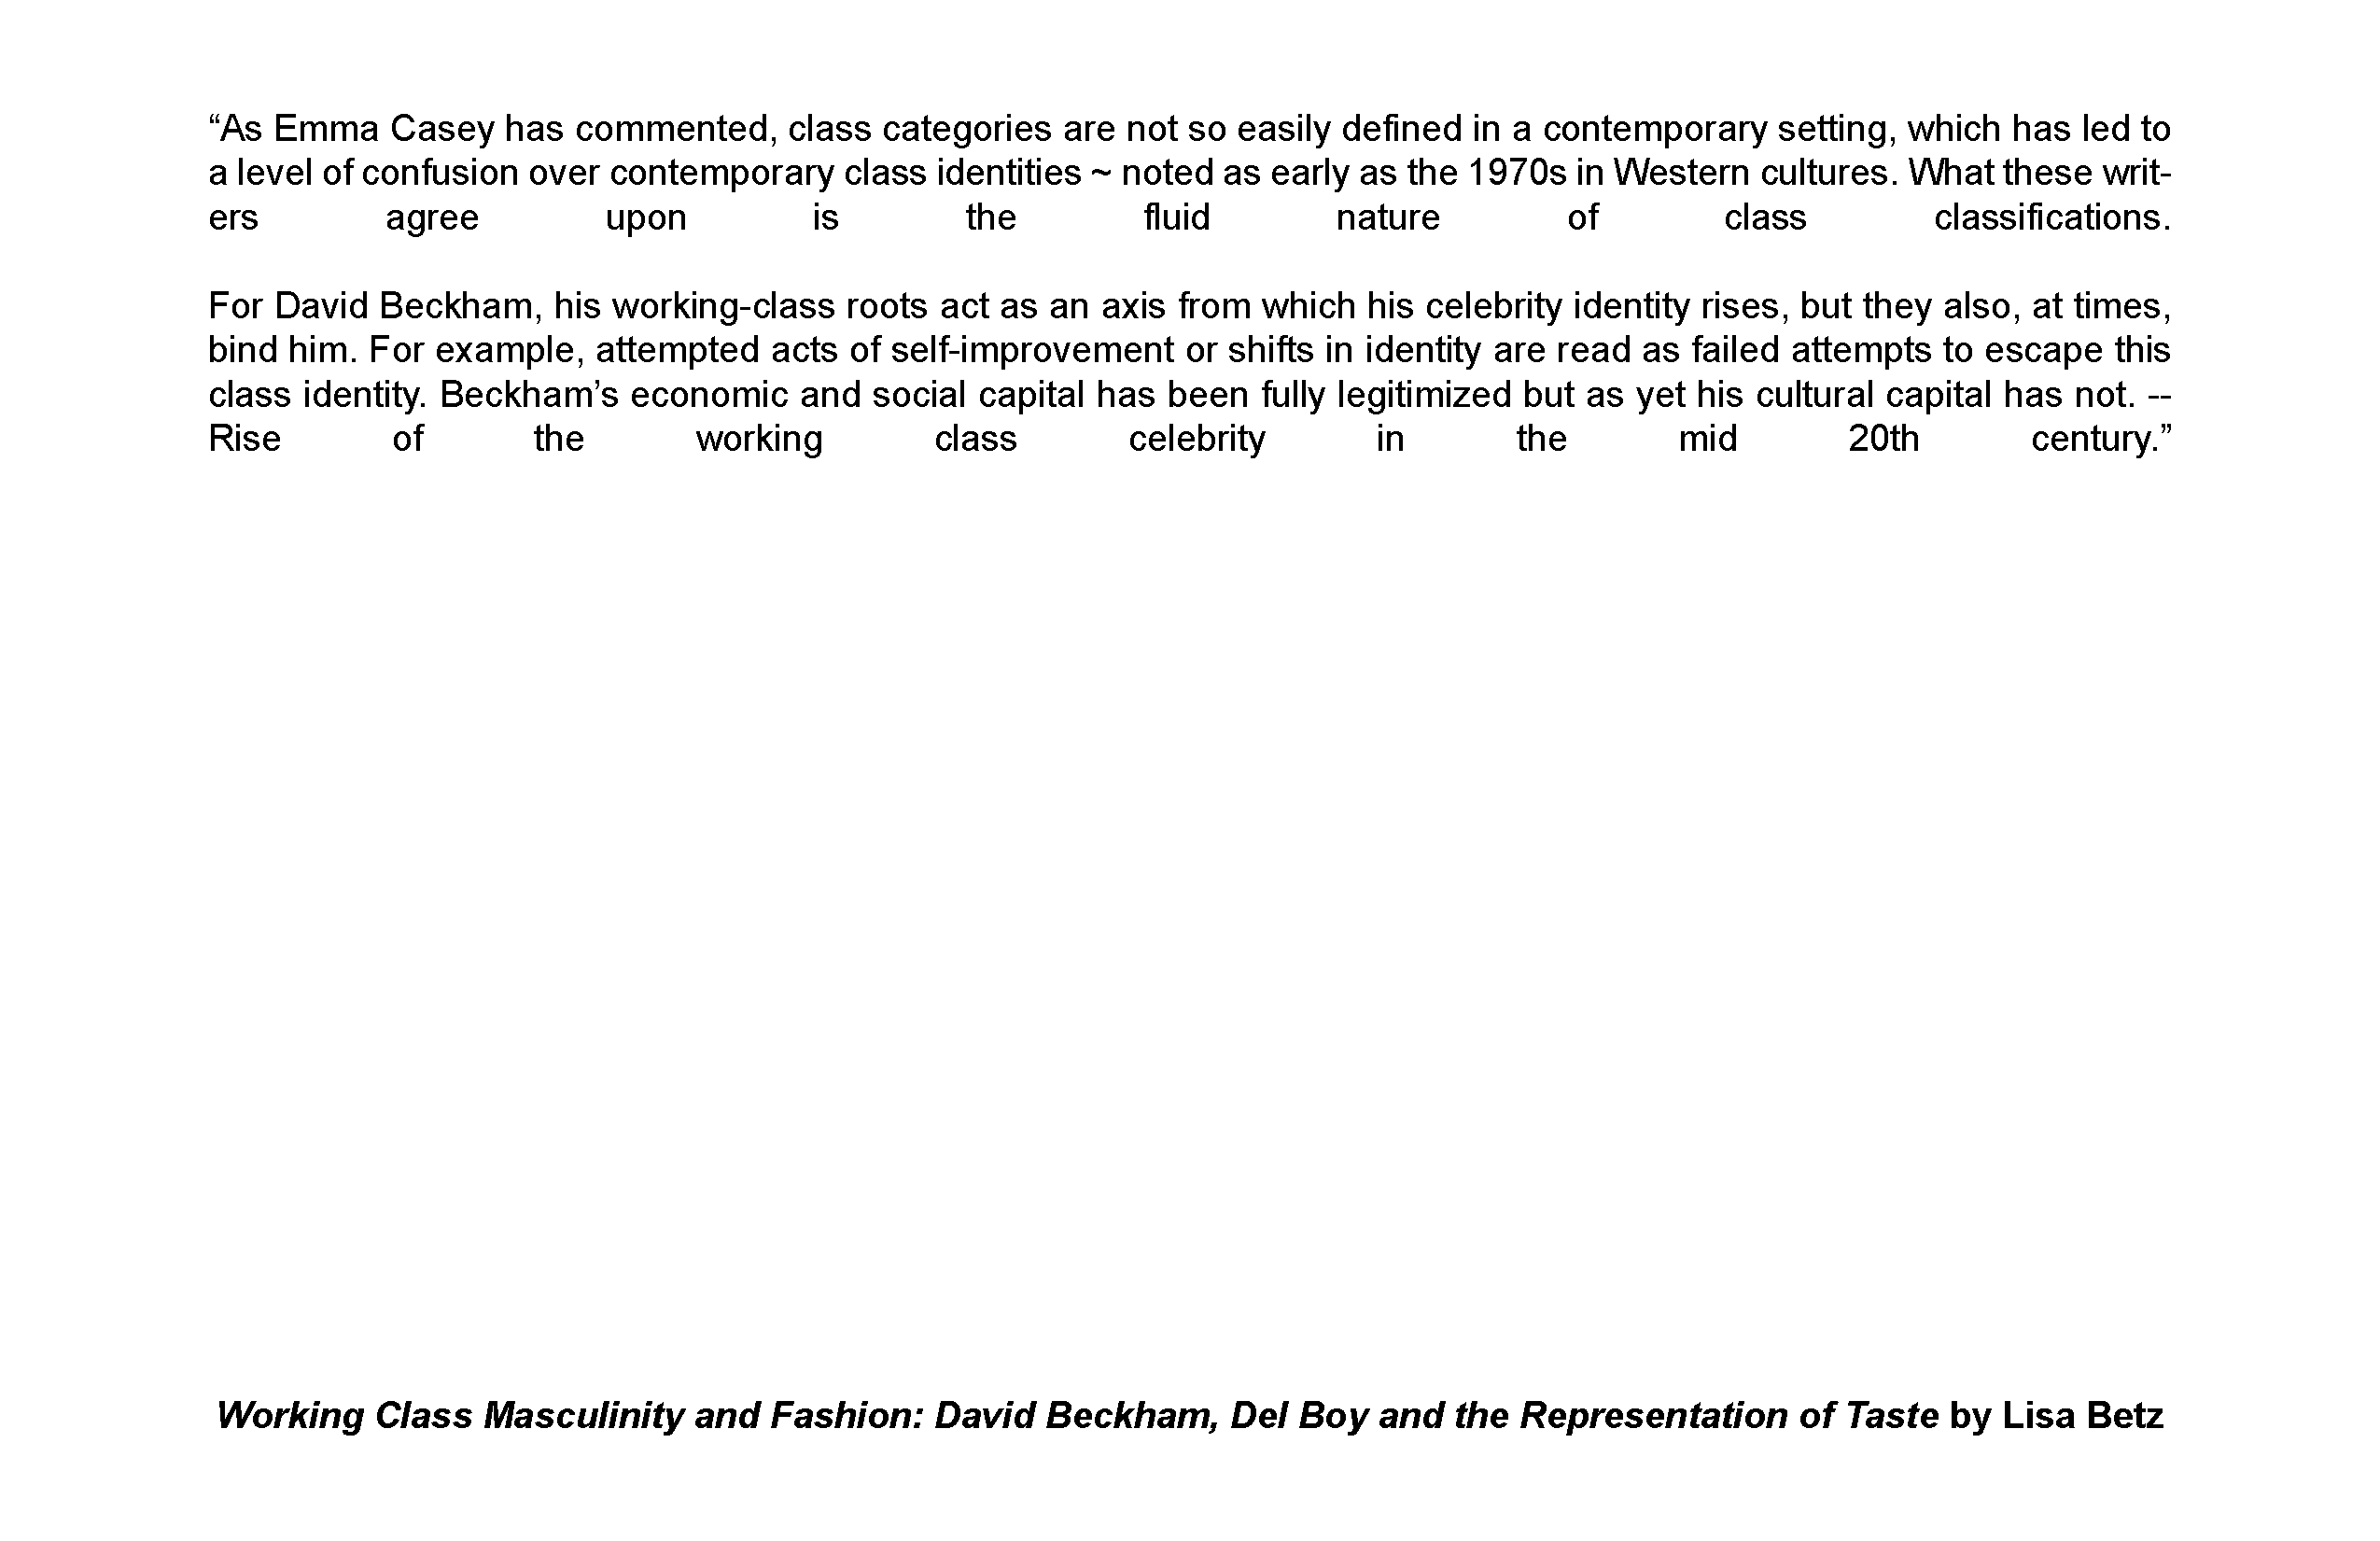 “As Emma Casey has commented, class categories are not so easily defined in a contemporary setting, which has led to
a level of confusion over contemporary class identities ~ noted as early as the 1970s in Western cultures. What these writ-
ers agree upon is the fluid nature of class classifications.
For David Beckham, his working-class roots act as an axis from which his celebrity identity rises, but they also, at times,
bind him. For example, attempted acts of self-improvement or shifts in identity are read as failed attempts to escape this
class identity. Beckham’s economic and social capital has been fully legitimized but as yet his cultural capital has not. --
Rise of the working class celebrity in the mid 20th century.”
Working Class Masculinity and Fashion: David Beckham, Del Boy and the Representation of Taste by Lisa Betz